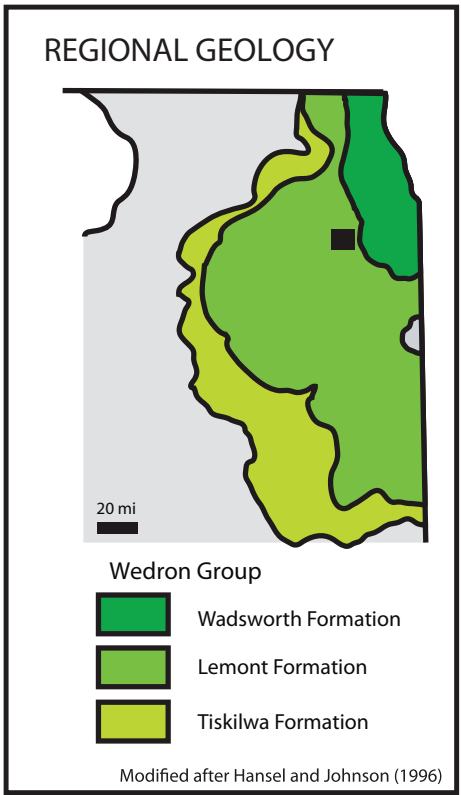 REGIONAL GEOLOGY
20 mi
Wedron Group
Wadsworth Formation
Lemont Formation
Tiskilwa Formation
Modified after Hansel and Johnson (1996)